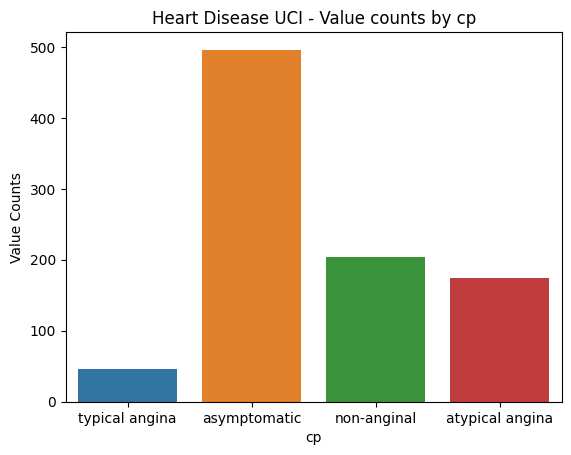 Heart Disease UCI - Value counts by cp
500
400
300
200
100
0
Value Counts
typical angina asymptomatic non-anginal atypical angina
cp